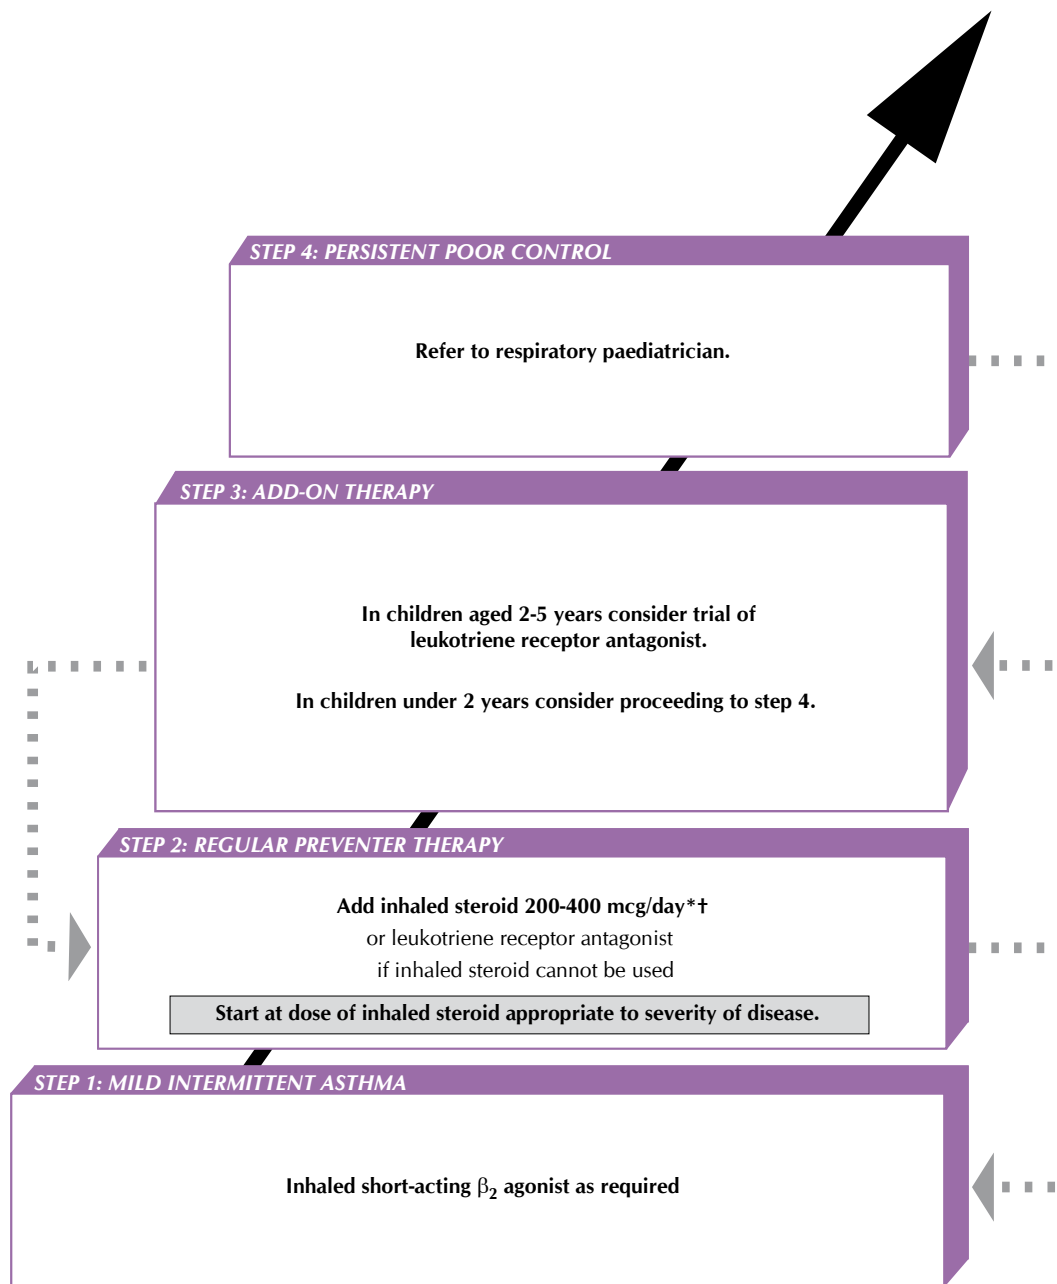 STEP 4: PERSISTENT POOR CONTROL
Refer to respiratory paediatrician.
STEP 3: ADD-ON THERAPY
In children aged 2-5 years consider trial of
leukotriene receptor antagonist.
In children under 2 years consider proceeding to step 4.
STEP 2: REGULAR PREVENTER THERAPY
Add inhaled steroid 200-400 mcg/day*†
or leukotriene receptor antagonist
if inhaled steroid cannot be used
Start at dose of inhaled steroid appropriate to severity of disease.
STEP 1: MILD INTERMITTENT ASTHMA
Inhaled short-acting β₂ agonist as required